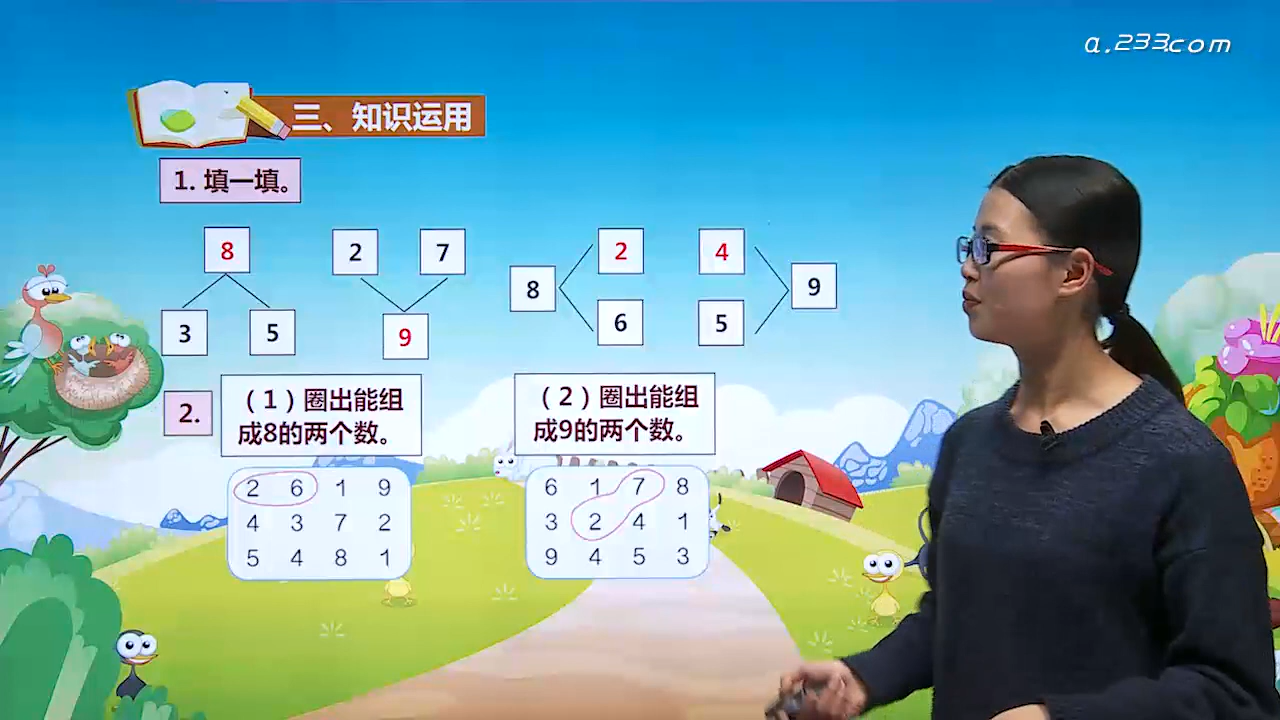 a.233.com
三、知识运用
1. 填一填。
8 2 7 2 4
8 9
3 5 9 6 5
2. （1）圈出能组
成8的两个数。
（2）圈出能组
成9的两个数。
2 6 1 9
4 3 7 2
5 4 8 1
6 1 7 8
3 2 4 1
9 4 5 3